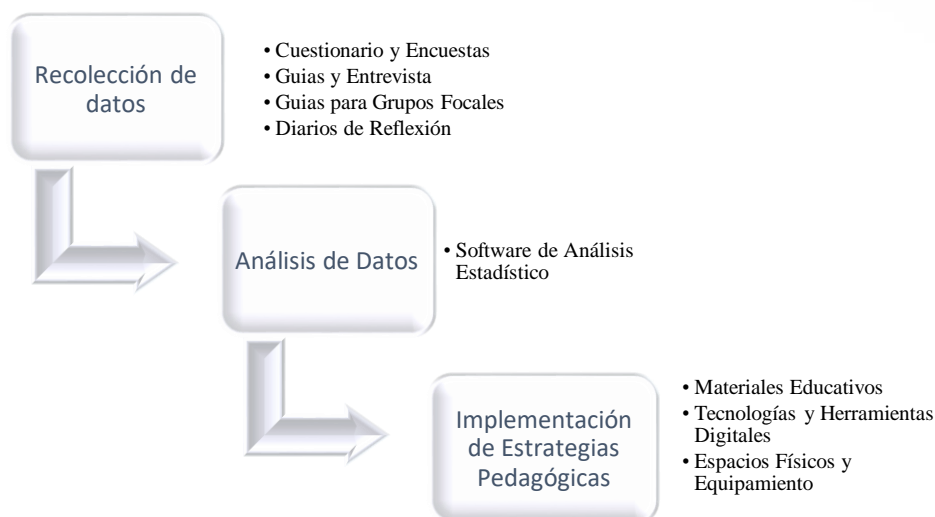 Recolección de
datos
• Cuestionario y Encuestas
• Guias y Entrevista
• Guias para Grupos Focales
• Diarios de Reflexión
Análisis de Datos
• Software de Análisis
Estadístico
Implementación
de Estrategias
Pedagógicas
• Materiales Educativos
• Tecnologías y Herramientas
Digitales
• Espacios Físicos y
Equipamiento